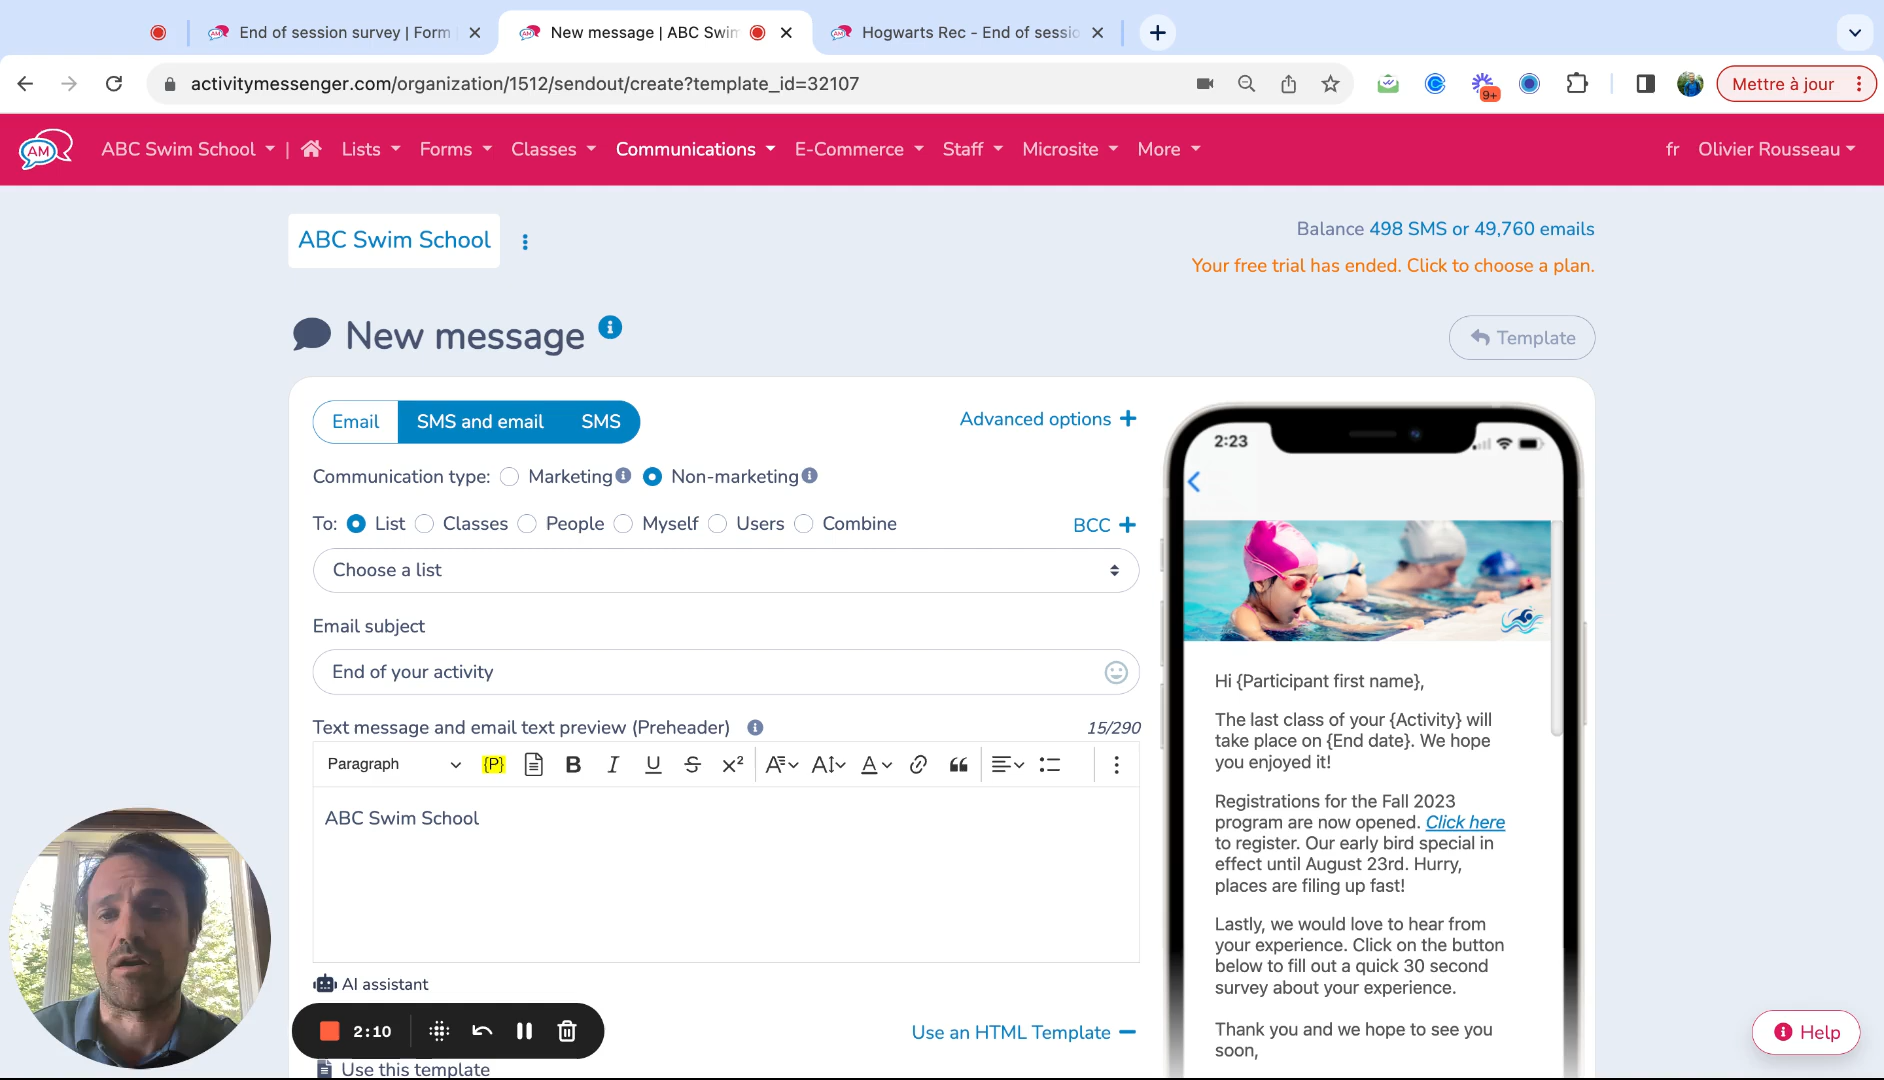 End of session survey | Form
New message | ABC Swim
Hogwarts Rec - End of sessio
activitymessenger.com/organization/1512/sendout/create?template_id=32107
9+
Mettre à jour
AM
ABC Swim School
Lists
Forms
Classes
Communications
E-Commerce
Staff
Microsite
More
fr
Olivier Rousseau
ABC Swim School
Balance 498 SMS or 49,760 emails
Your free trial has ended. Click to choose a plan.
New message
Template
Email
SMS and email
SMS
Advanced options
Communication type:
Marketing
Non-marketing
To:
List
Classes
People
Myself
Users
Combine
BCC
Choose a list
Email subject
End of your activity
Text message and email text preview (Preheader)
15/290
Paragraph
{P}
ABC Swim School
AI assistant
2:10
Use an HTML Template
Use this template
2:23
Hi {Participant first name},
The last class of your {Activity} will
take place on {End date}. We hope
you enjoyed it!
Registrations for the Fall 2023
program are now opened. Click here
to register. Our early bird special in
effect until August 23rd. Hurry,
places are filing up fast!
Lastly, we would love to hear from
your experience. Click on the button
below to fill out a quick 30 second
survey about your experience.
Thank you and we hope to see you
soon,
Help